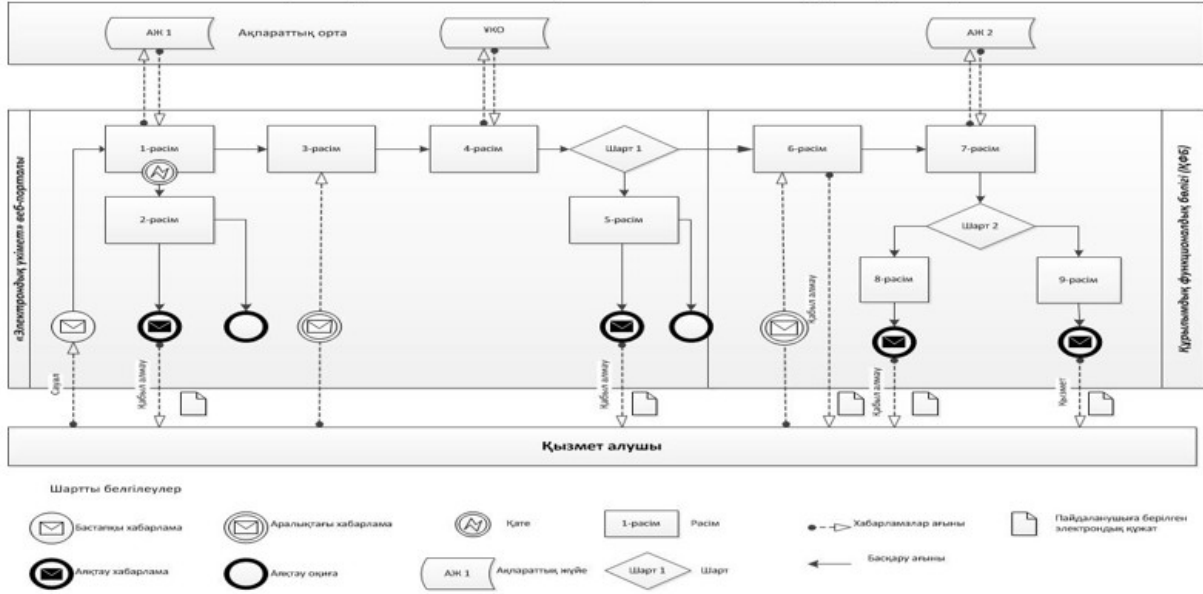 АЖ 1
Ақпараттық орта
ҰКО
АЖ 2
«Электрондық үкімет» веб-порталы
1-рәсім
3-рәсім
4-рәсім
Шарт 1
6-рәсім
7-рәсім
2-рәсім
5-рәсім
Шарт 2
8-рәсім
9-рәсім
Құрылымдық функционалдық бөлігі (ҚФБ)
Сауал
Қабыл алмау
Қабыл алмау
Қабыл алмау
Қабыл алмау
Қызмет
Қызмет алушы
Шартты белгілеулер
Бастапқы хабарлама
Аралықтағы хабарлама
Қате
1-рәсім
Рәсім
Хабарламалар ағыны
Пайдаланушыға берілген
электрондық құжат
Аяқтау хабарлама
Аяқтау оқиға
АЖ 1
Ақпараттық жүйе
Шарт 1
Шарт
Басқару ағыны